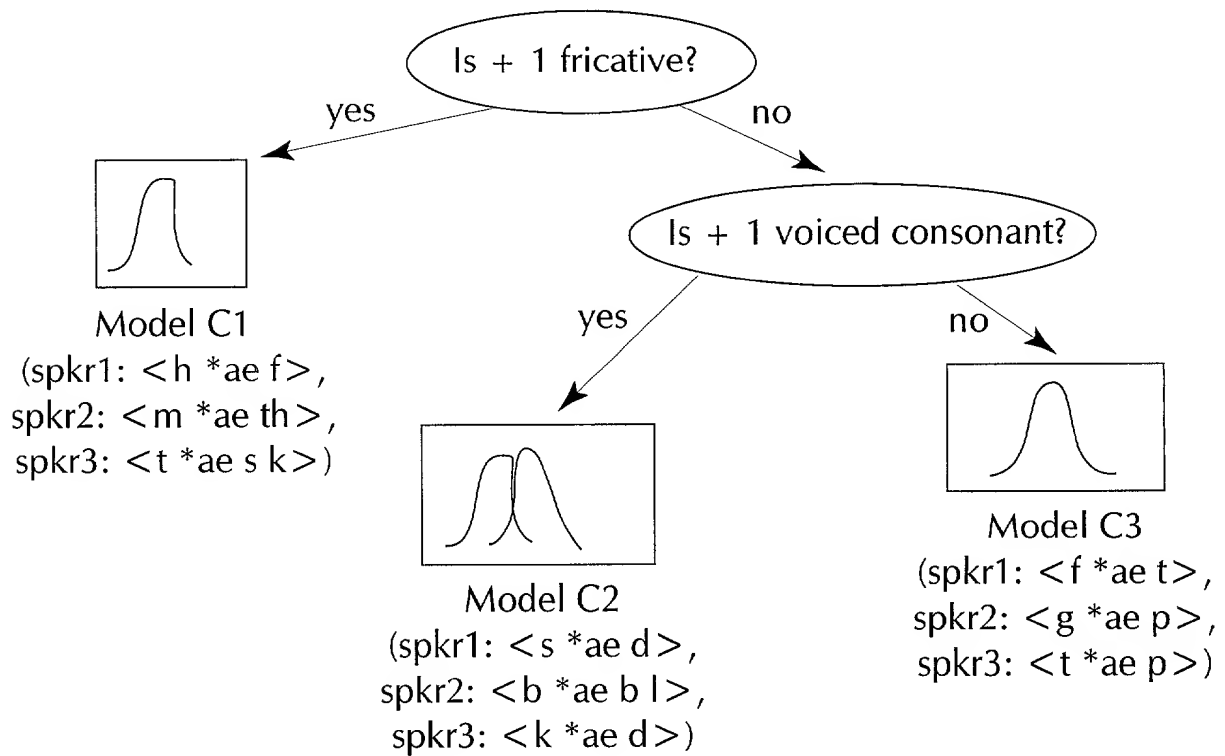 Is + 1 fricative?
yes
no
Is + 1 voiced consonant?
yes
no
Model C1
(spkr1: <h *ae f>,
spkr2: <m *ae th>,
spkr3: <t *ae s k>)
Model C2
(spkr1: <s *ae d>,
spkr2: <b *ae b l>,
spkr3: <k *ae d>)
Model C3
(spkr1: <f *ae t>,
spkr2: <g *ae p>,
spkr3: <t *ae p>)